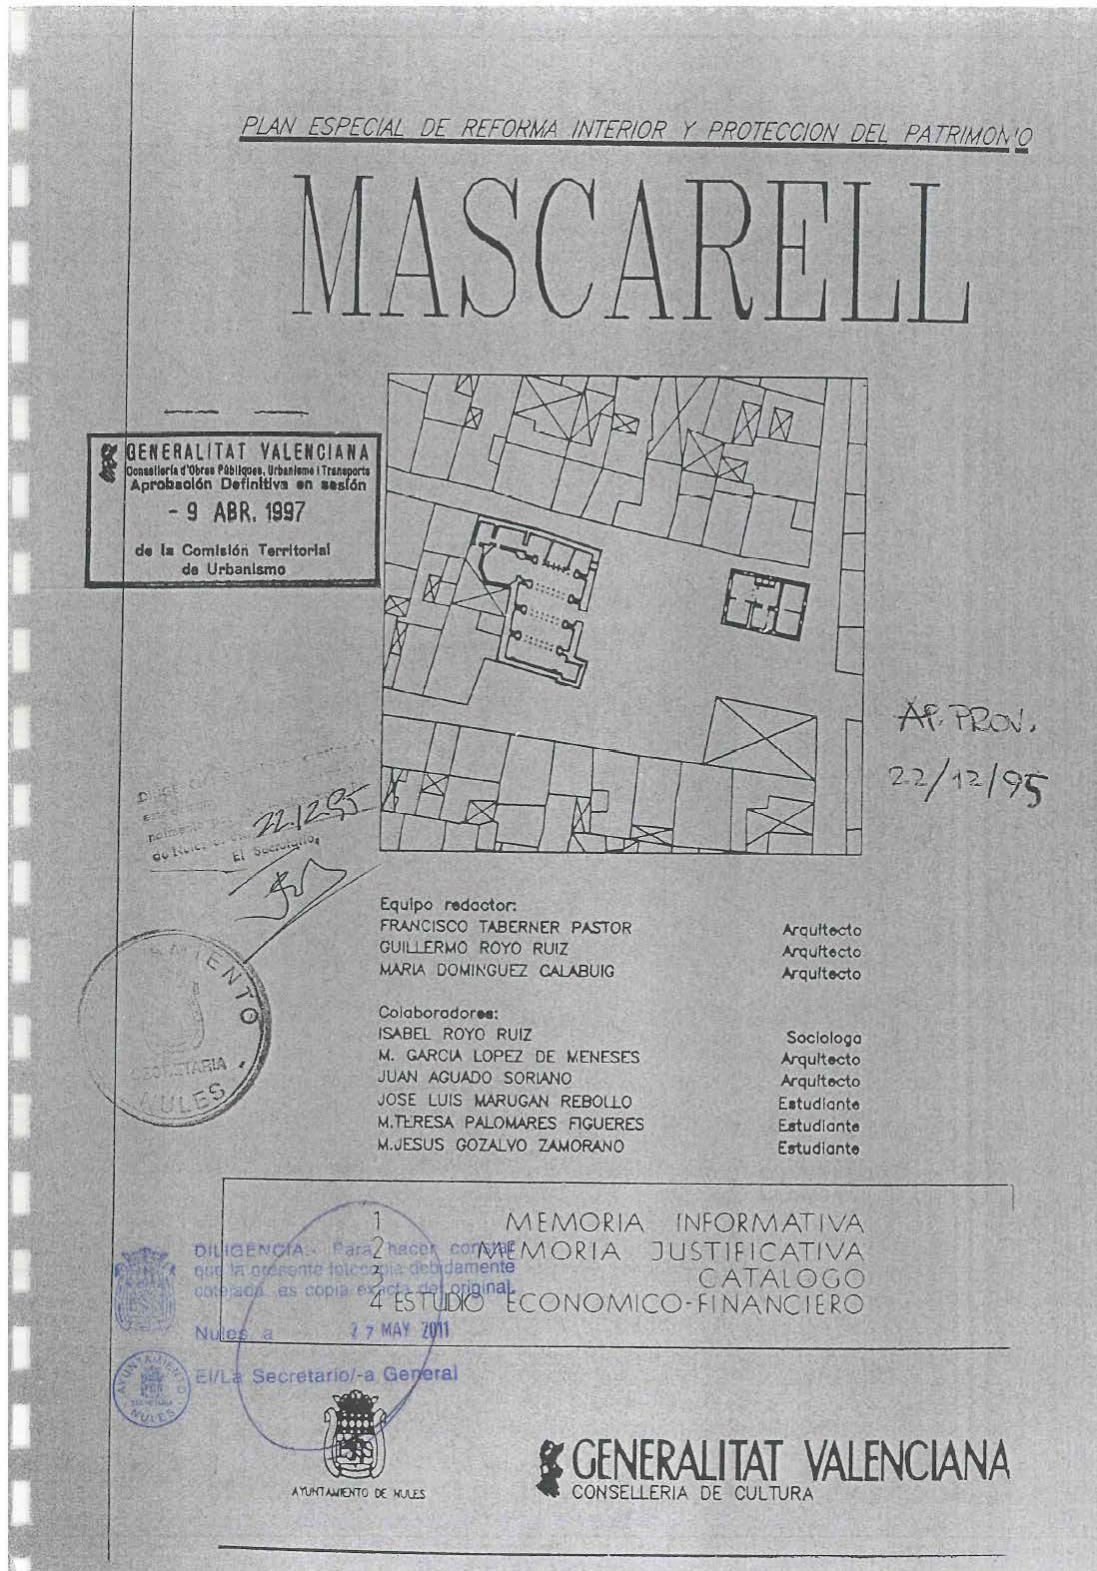 PLAN ESPECIAL DE REFORMA INTERIOR Y PROTECCION DEL PATRIMONIO
MASCARELL
GENERALITAT VALENCIANA
Conselleria d'Obres Públiques, Urbanisme i Transports
Aprobación Definitiva en sesión
- 9 ABR. 1997
de la Comisión Territorial
de Urbanismo
AP. PROV.
22/12/95
22/12/95
El Secretario,
Equipo redactor:
FRANCISCO TABERNER PASTOR Arquitecto
GUILLERMO ROYO RUIZ Arquitecto
MARIA DOMINGUEZ CALABUIG Arquitecto
Colaboradores:
ISABEL ROYO RUIZ Sociologa
M. GARCIA LOPEZ DE MENESES Arquitecto
JUAN AGUADO SORIANO Arquitecto
JOSE LUIS MARUGAN REBOLLO Estudiante
M.TERESA PALOMARES FIGUERES Estudiante
M.JESUS GOZALVO ZAMORANO Estudiante
SECRETARIA
NULES
1 MEMORIA INFORMATIVA
2 MEMORIA JUSTIFICATIVA
3 CATALOGO
4 ESTUDIO ECONOMICO-FINANCIERO
DILIGENCIA.- Para hacer constar
que la presente fotocopia debidamente
cotejada, es copia exacta del original.
Nules, a 27 MAY 2011
El/La Secretario/-a General
AYUNTAMIENTO
NULES
AYUNTAMIENTO DE NULES
GENERALITAT VALENCIANA
CONSELLERIA DE CULTURA